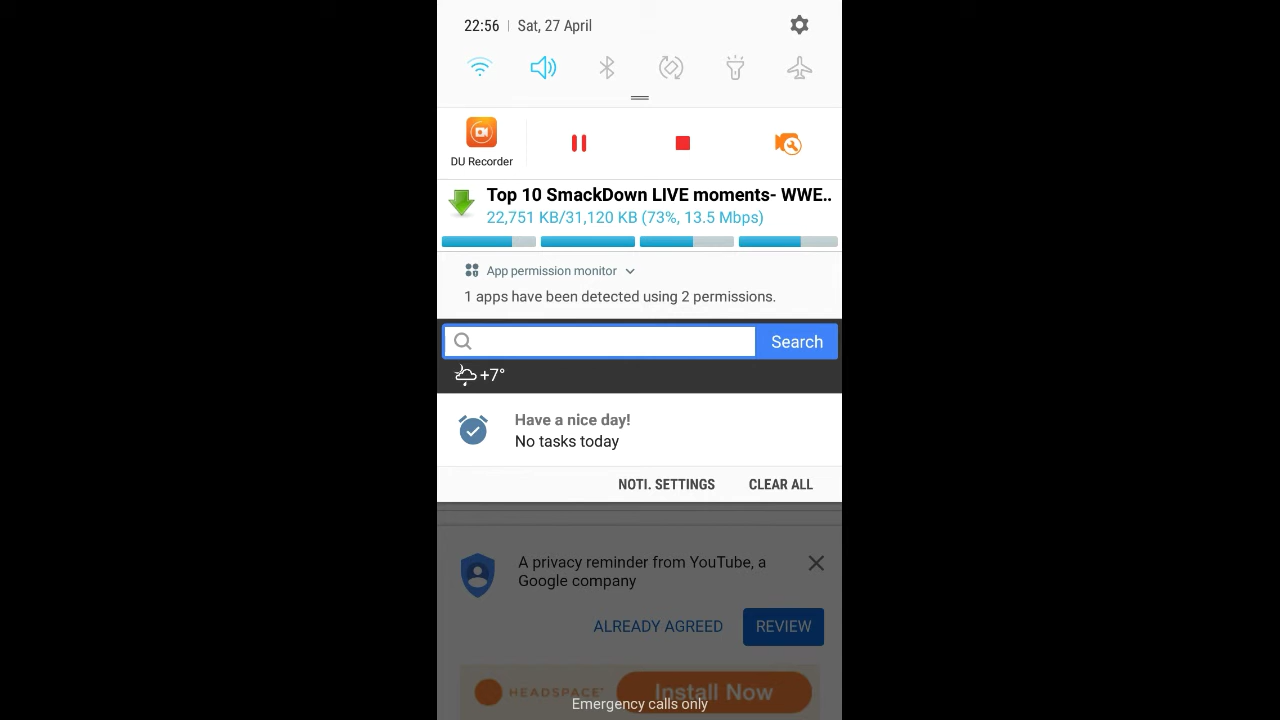 22:56 | Sat, 27 April
DU Recorder
Top 10 SmackDown LIVE moments- WWE..
22,751 KB/31,120 KB (73%, 13.5 Mbps)
App permission monitor
1 apps have been detected using 2 permissions.
Search
+7°
Have a nice day!
No tasks today
NOTI. SETTINGS CLEAR ALL
A privacy reminder from YouTube, a
Google company
ALREADY AGREED REVIEW
HEADSPACE Install Now
Emergency calls only